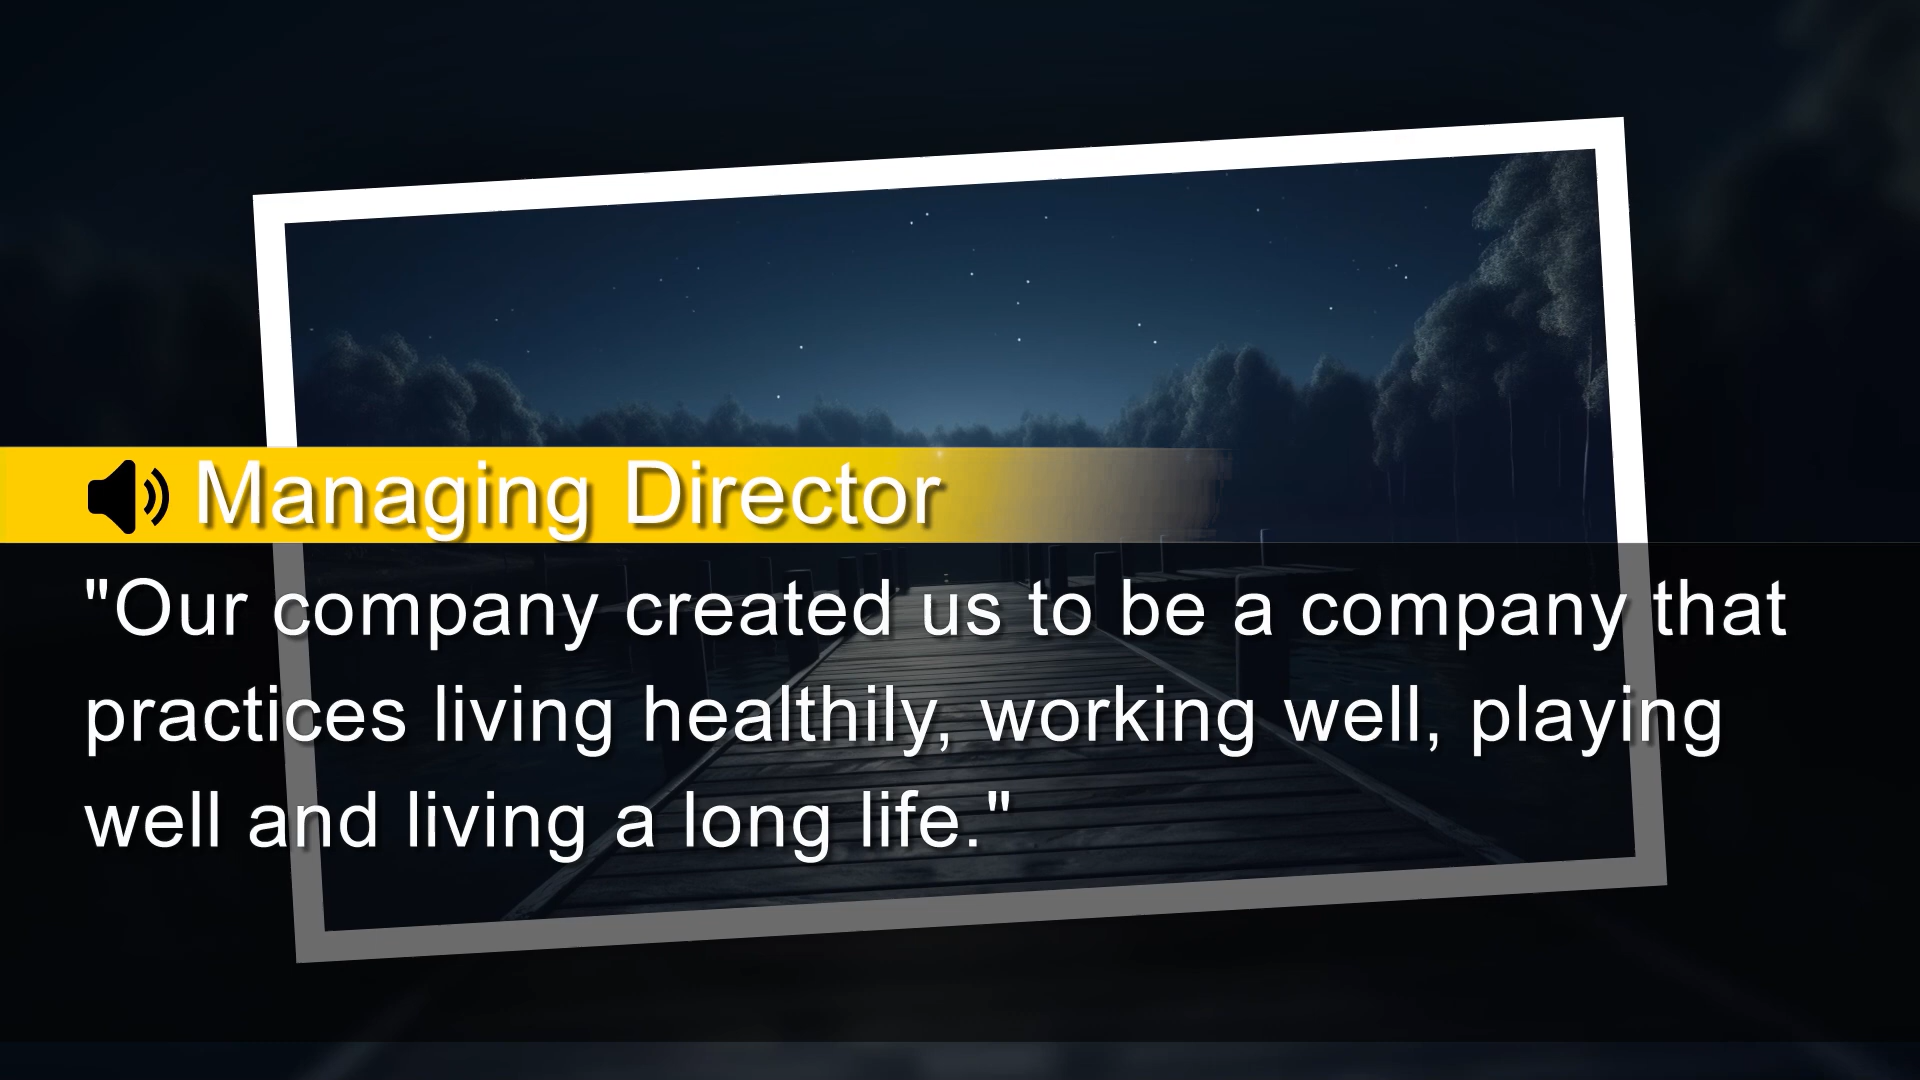 Managing Director
"Our company created us to be a company that
practices living healthily, working well, playing
well and living a long life."